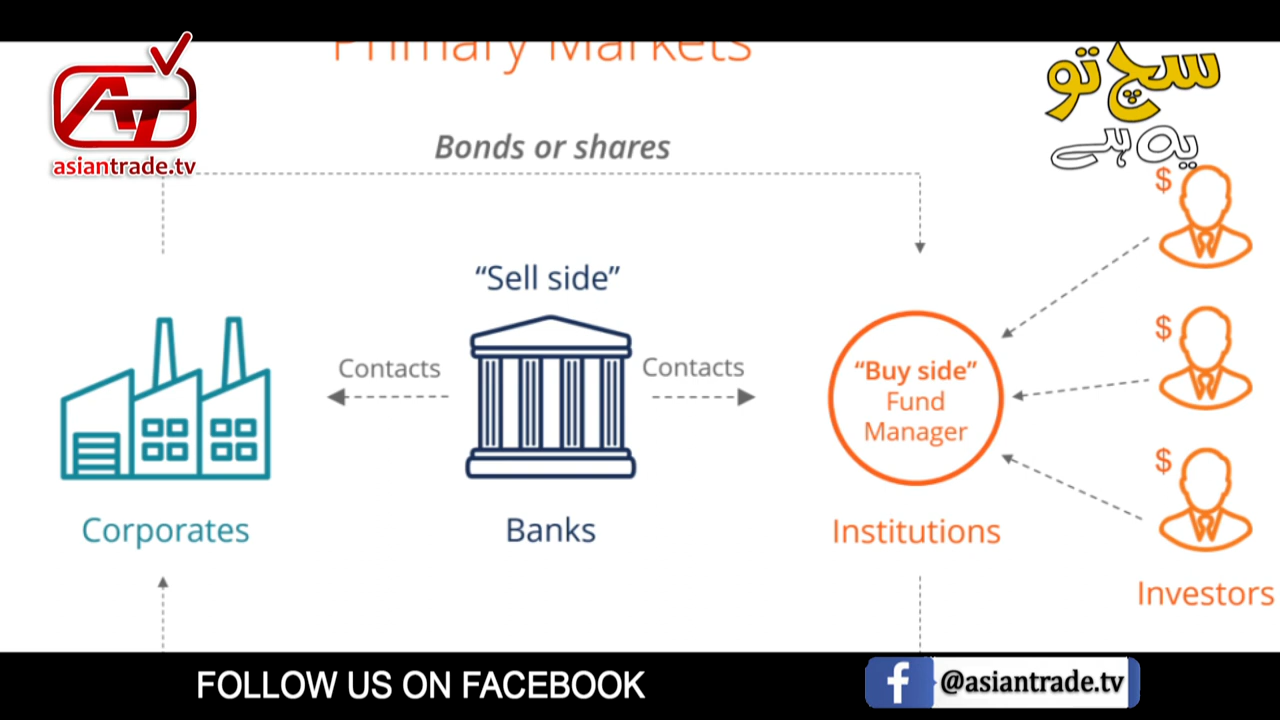 Primary Markets
AT
asiantrade.tv
سچ تو
یہ ہے
Bonds or shares
$
“Sell side”
Contacts
Contacts
$
“Buy side”
Fund
Manager
$
Corporates
Banks
Institutions
Investors
FOLLOW US ON FACEBOOK
f @asiantrade.tv